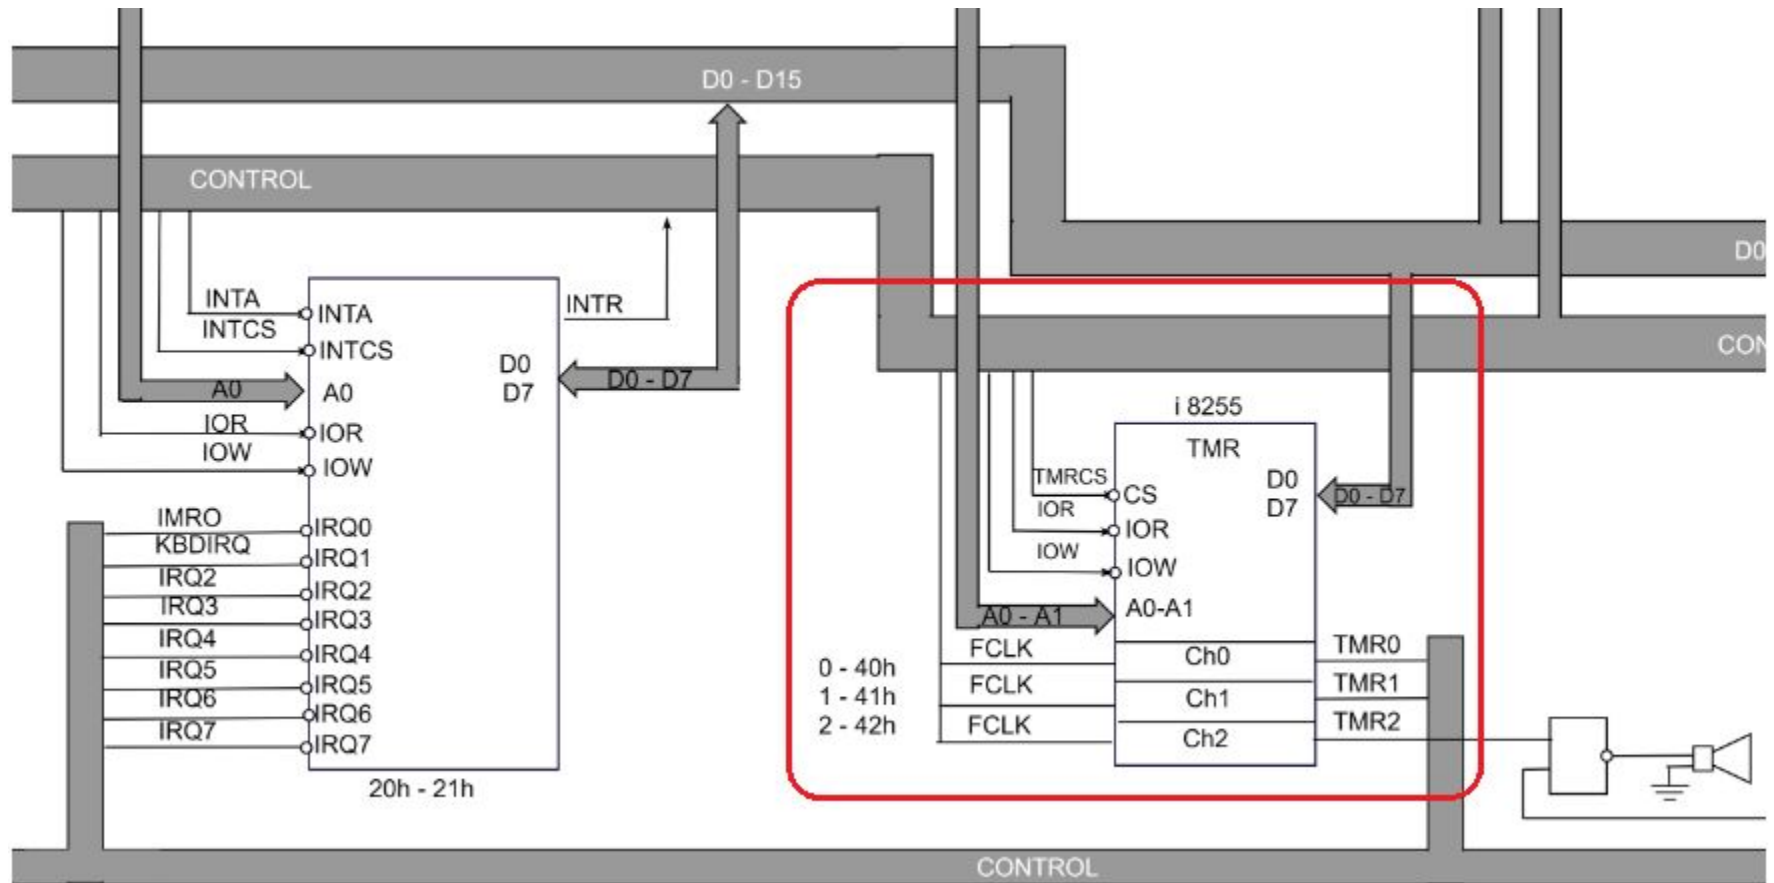 D0 - D15
CONTROL
D0
CON
INTA
INTCS
A0
IOR
IOW
INTA
INTCS
A0
IOR
IOW
D0
D7
INTR
D0 - D7
IMRO
KBDIRQ
IRQ2
IRQ3
IRQ4
IRQ5
IRQ6
IRQ7
IRQ0
IRQ1
IRQ2
IRQ3
IRQ4
IRQ5
IRQ6
IRQ7
20h - 21h
i 8255
TMR
TMRCS
IOR
IOW
A0 - A1
CS
IOR
IOW
A0-A1
D0
D7
D0 - D7
0 - 40h
1 - 41h
2 - 42h
FCLK
FCLK
FCLK
Ch0
Ch1
Ch2
TMR0
TMR1
TMR2
CONTROL